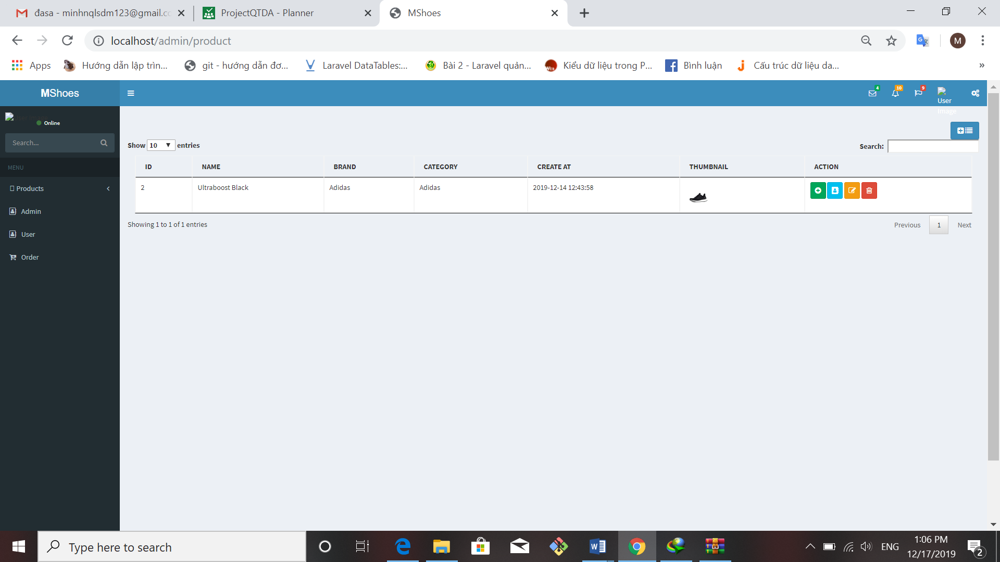 đasa - minhnqlsdm123@gmail.cc
ProjectQTDA - Planner
MShoes
localhost/admin/product
M
Apps
Hướng dẫn lập trìn...
git - hướng dẫn đơ...
Laravel DataTables:...
Bài 2 - Laravel quản...
Kiểu dữ liệu trong P...
Bình luận
Cấu trúc dữ liệu da...
»
MShoes
4
10
9
User
Image
User Image
Online
Search...
MENU
Products
Admin
User
Order
Show 10 entries
Search:
ID NAME BRAND CATEGORY CREATE AT THUMBNAIL ACTION
2 Ultraboost Black Adidas Adidas 2019-12-14 12:43:58
Showing 1 to 1 of 1 entries
Previous 1 Next
Type here to search
ENG
1:06 PM
12/17/2019
2